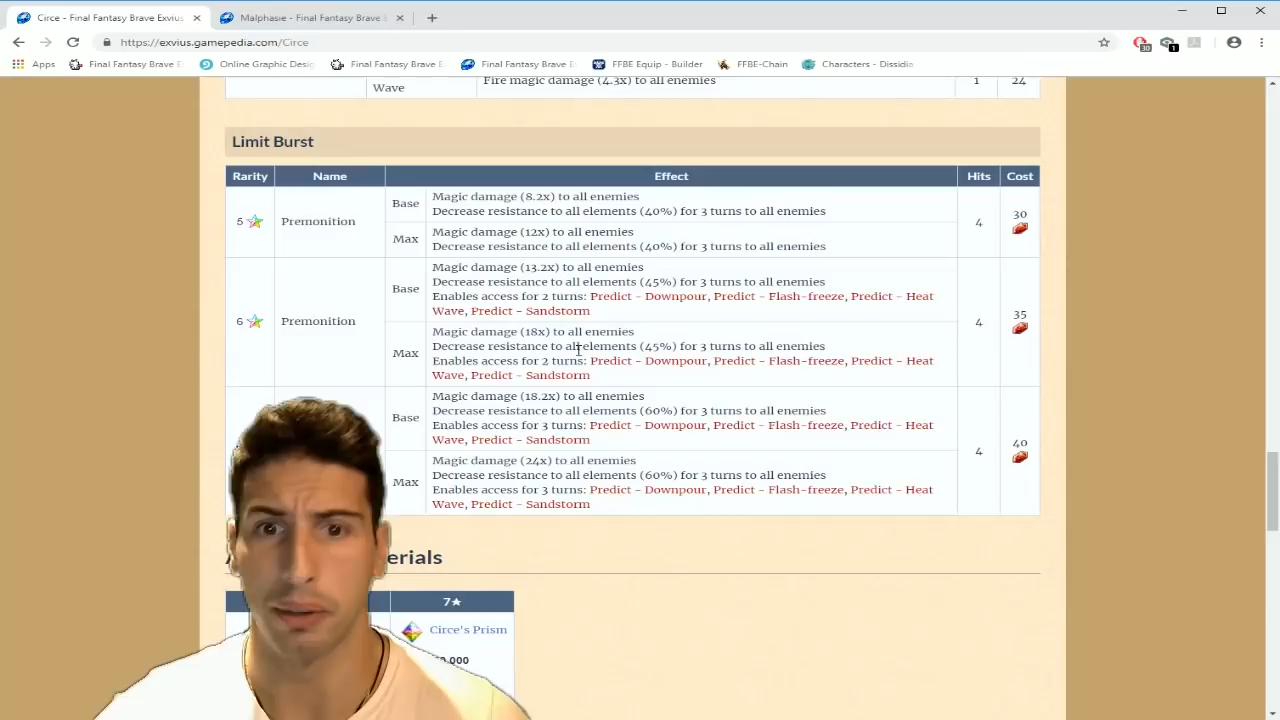 Circe - Final Fantasy Brave Exvius
Malphasie - Final Fantasy Brave
https://exvius.gamepedia.com/Circe
30
1
Apps
Final Fantasy Brave E
Online Graphic Desi
Final Fantasy Brave E
Final Fantasy Brave E
FFBE Equip - Builder
FFBE-Chain
Characters - Dissidia
Wave
Fire magic damage (4.3x) to all enemies
1
24
Limit Burst
Rarity Name Effect Hits Cost
5 Premonition
Base
Magic damage (8.2x) to all enemies
Decrease resistance to all elements (40%) for 3 turns to all enemies
Max
Magic damage (12x) to all enemies
Decrease resistance to all elements (40%) for 3 turns to all enemies
4
30
6 Premonition
Base
Magic damage (13.2x) to all enemies
Decrease resistance to all elements (45%) for 3 turns to all enemies
Enables access for 2 turns: Predict - Downpour, Predict - Flash-freeze, Predict - Heat
Wave, Predict - Sandstorm
Max
Magic damage (18x) to all enemies
Decrease resistance to all elements (45%) for 3 turns to all enemies
Enables access for 2 turns: Predict - Downpour, Predict - Flash-freeze, Predict - Heat
Wave, Predict - Sandstorm
4
35
Base
Magic damage (18.2x) to all enemies
Decrease resistance to all elements (60%) for 3 turns to all enemies
Enables access for 3 turns: Predict - Downpour, Predict - Flash-freeze, Predict - Heat
Wave, Predict - Sandstorm
Max
Magic damage (24x) to all enemies
Decrease resistance to all elements (60%) for 3 turns to all enemies
Enables access for 3 turns: Predict - Downpour, Predict - Flash-freeze, Predict - Heat
Wave, Predict - Sandstorm
4
40
erials
7★
Circe's Prism